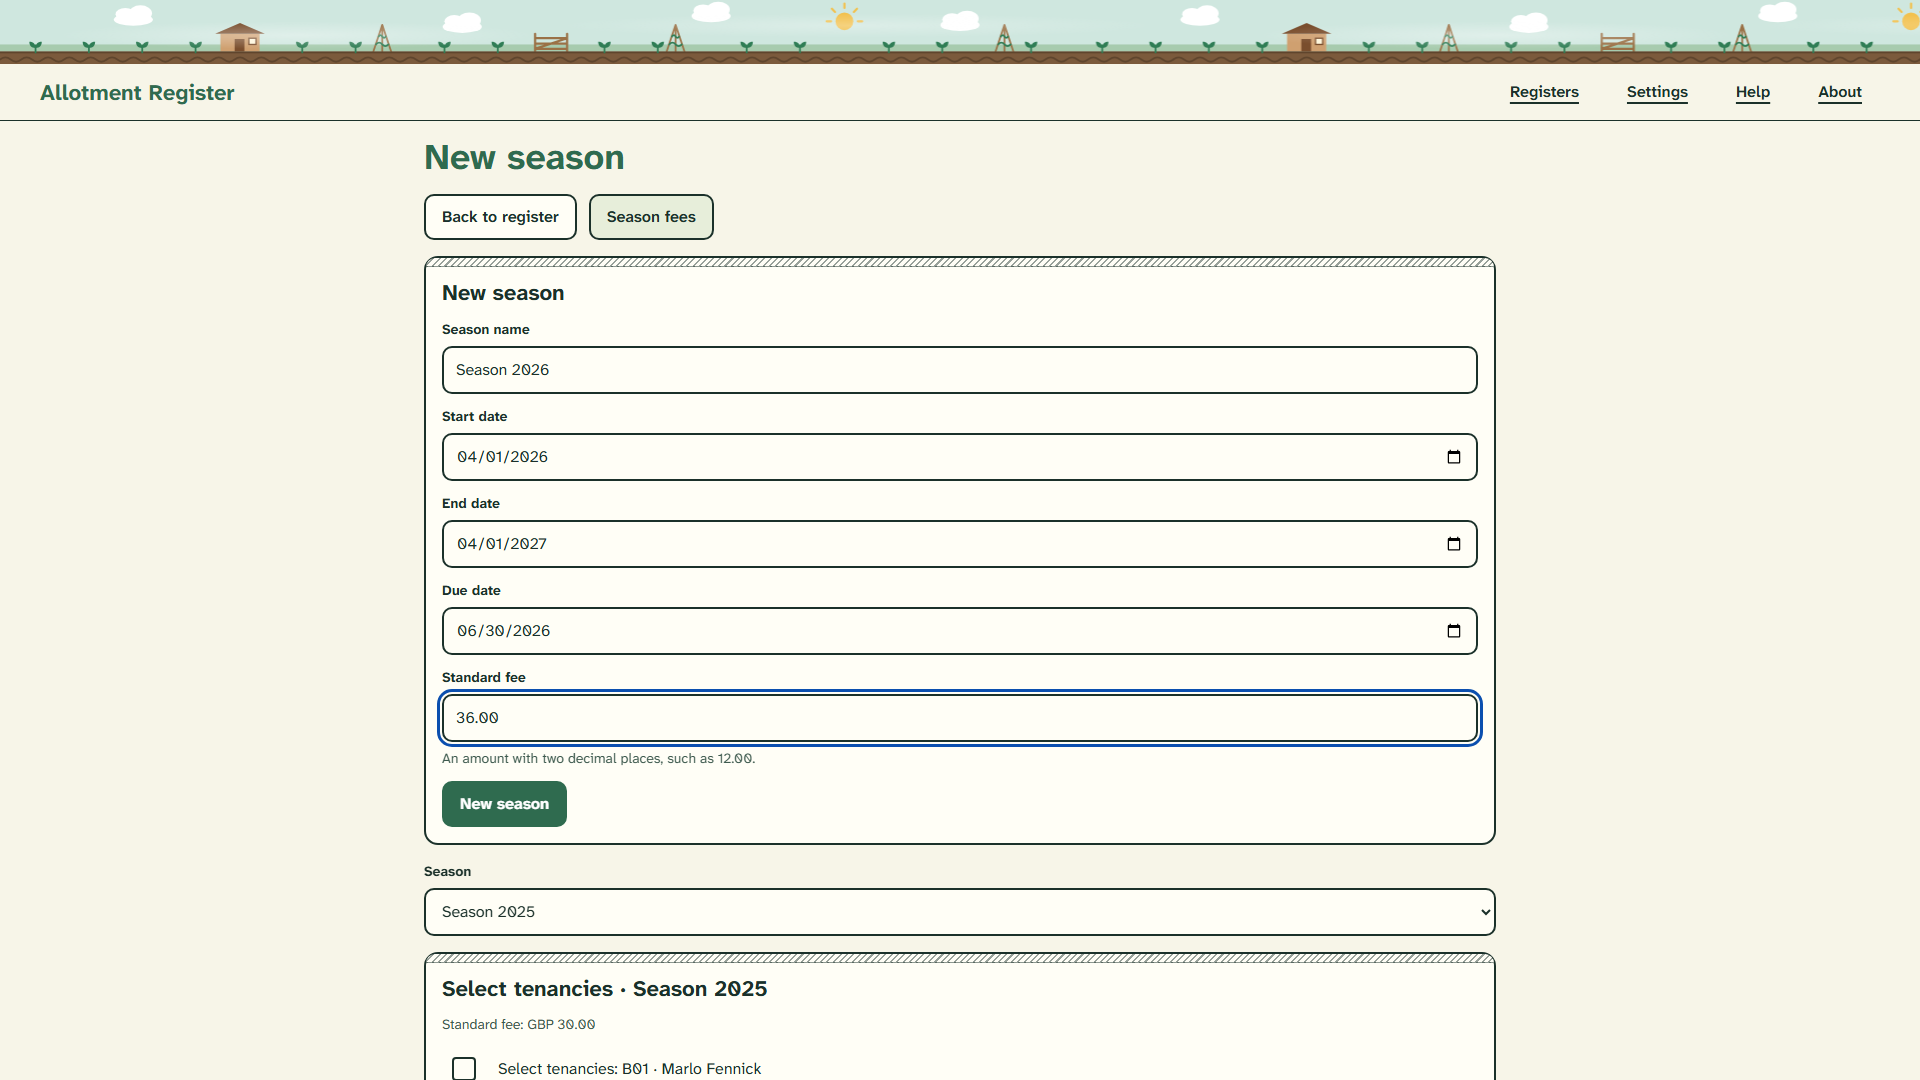 Allotment Register
Registers
Settings
Help
About
New season
Back to register
Season fees
New season
Season name
Season 2026
Start date
04/01/2026
End date
04/01/2027
Due date
06/30/2026
Standard fee
36.00
An amount with two decimal places, such as 12.00.
New season
Season
Season 2025
Select tenancies · Season 2025
Standard fee: GBP 30.00
Select tenancies: B01 · Marlo Fennick